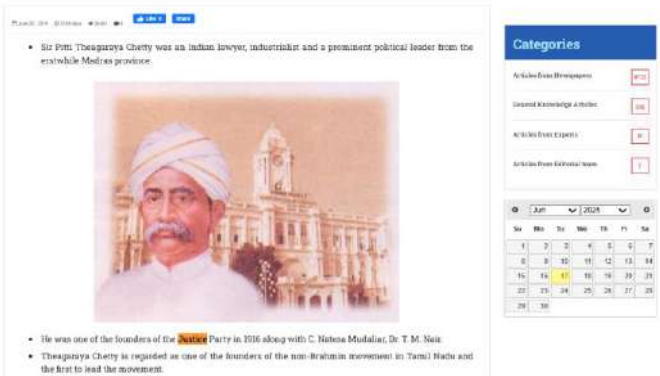 Like 0 Share
Sir Pitti Theagaraya Chetty was an Indian lawyer, industrialist and a prominent political leader from the
erstwhile Madras province.
He was one of the founders of the Justice Party in 1916 along with C. Natesa Mudaliar, Dr. T. M. Nair.
Theagaraya Chetty is regarded as one of the founders of the non-Brahmin movement in Tamil Nadu and
the first to lead the movement.
Categories
Articles from Newspapers
General Knowledge Articles
Articles from Experts
Articles from Editorial team
Jun 2025
Su Mo Tu We Th Fr Sa
1 2 3 4 5 6 7
8 9 10 11 12 13 14
15 16 17 18 19 20 21
22 23 24 25 26 27 28
29 30